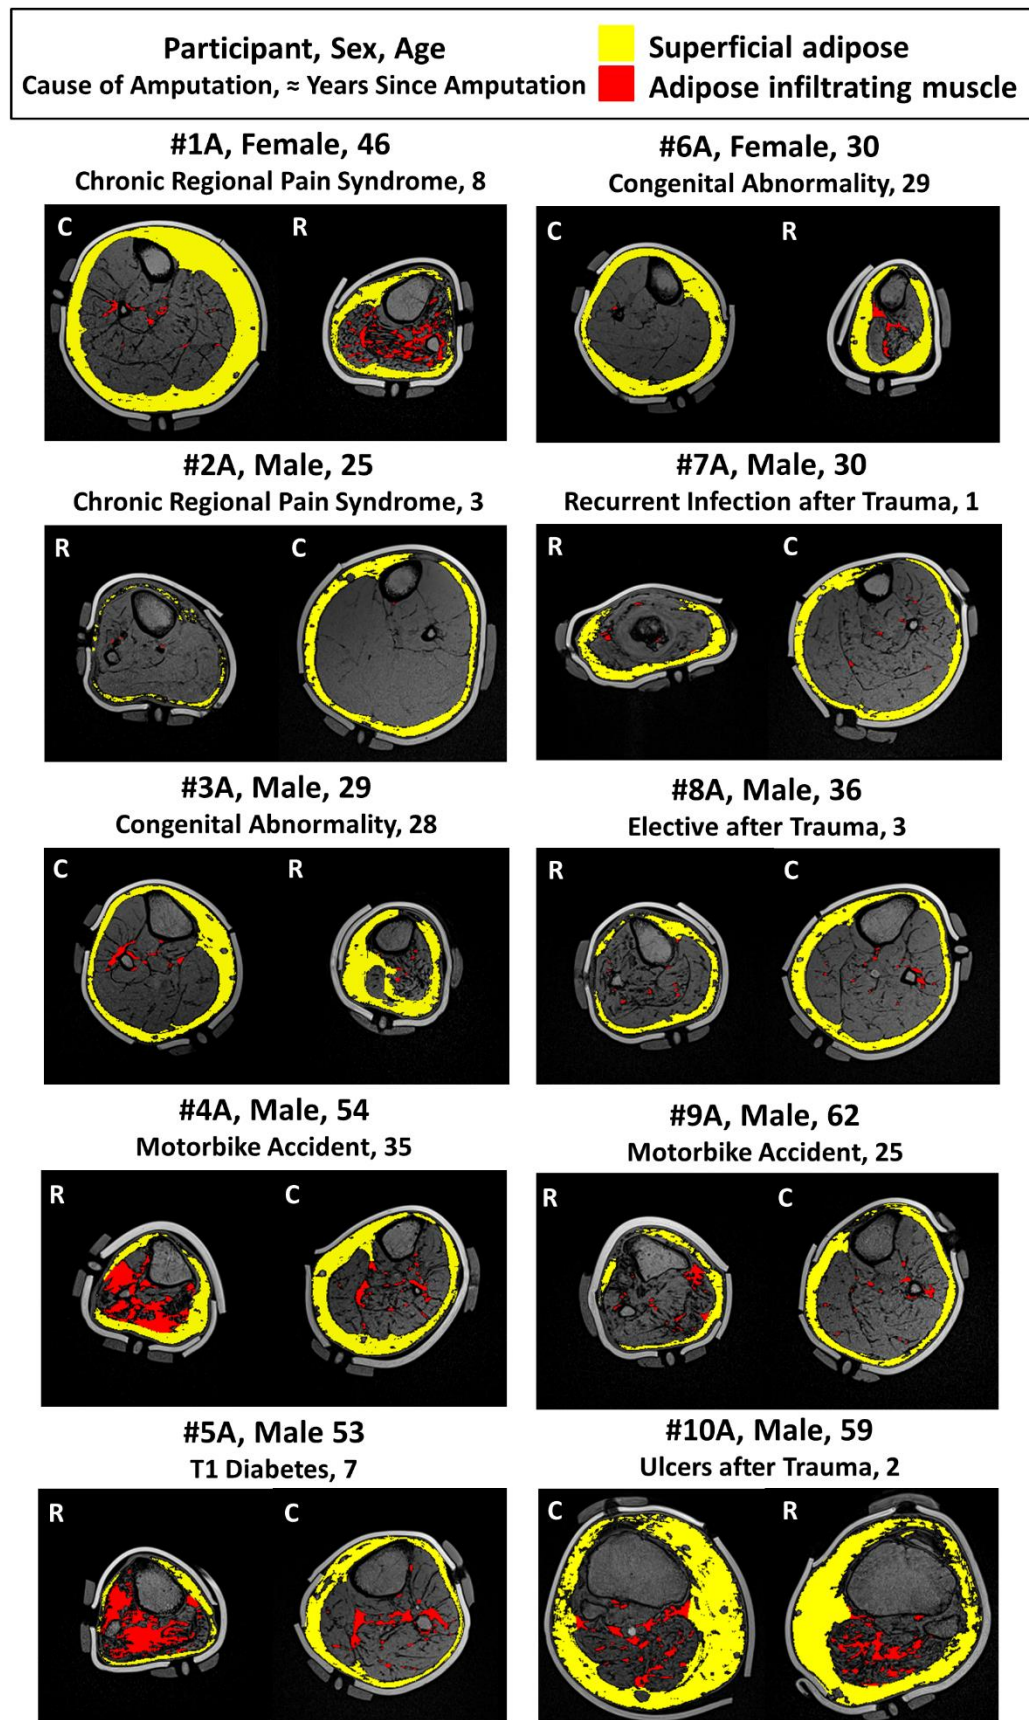 Participant, Sex, Age
Cause of Amputation, ≈ Years Since Amputation
Superficial adipose
Adipose infiltrating muscle
#1A, Female, 46
Chronic Regional Pain Syndrome, 8
C R
#6A, Female, 30
Congenital Abnormality, 29
C R
#2A, Male, 25
Chronic Regional Pain Syndrome, 3
R C
#7A, Male, 30
Recurrent Infection after Trauma, 1
R C
#3A, Male, 29
Congenital Abnormality, 28
C R
#8A, Male, 36
Elective after Trauma, 3
R C
#4A, Male, 54
Motorbike Accident, 35
R C
#9A, Male, 62
Motorbike Accident, 25
R C
#5A, Male 53
T1 Diabetes, 7
R C
#10A, Male, 59
Ulcers after Trauma, 2
C R